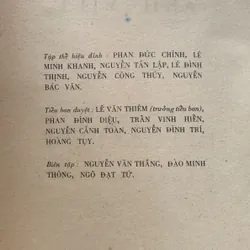 Tập thể hiệu đính : PHAN ĐỨC CHÍNH, LÊ
MINH KHANH, NGUYỄN TẤN LẬP, LÊ ĐÌNH
THỊNH, NGUYỄN CÔNG THÚY, NGUYỄN
BÁC VĂN.
Tiểu ban duyệt : LÊ VĂN THIÊM (trưởng tiểu ban),
PHAN ĐÌNH DIỆU, TRẦN VINH HIỂN,
NGUYỄN CẢNH TOÀN, NGUYỄN ĐÌNH TRÍ,
HOÀNG TỤY.
Biên tập : NGUYỄN VĂN THẮNG, ĐÀO MINH
THÔNG, NGÔ ĐẠT TỨ.